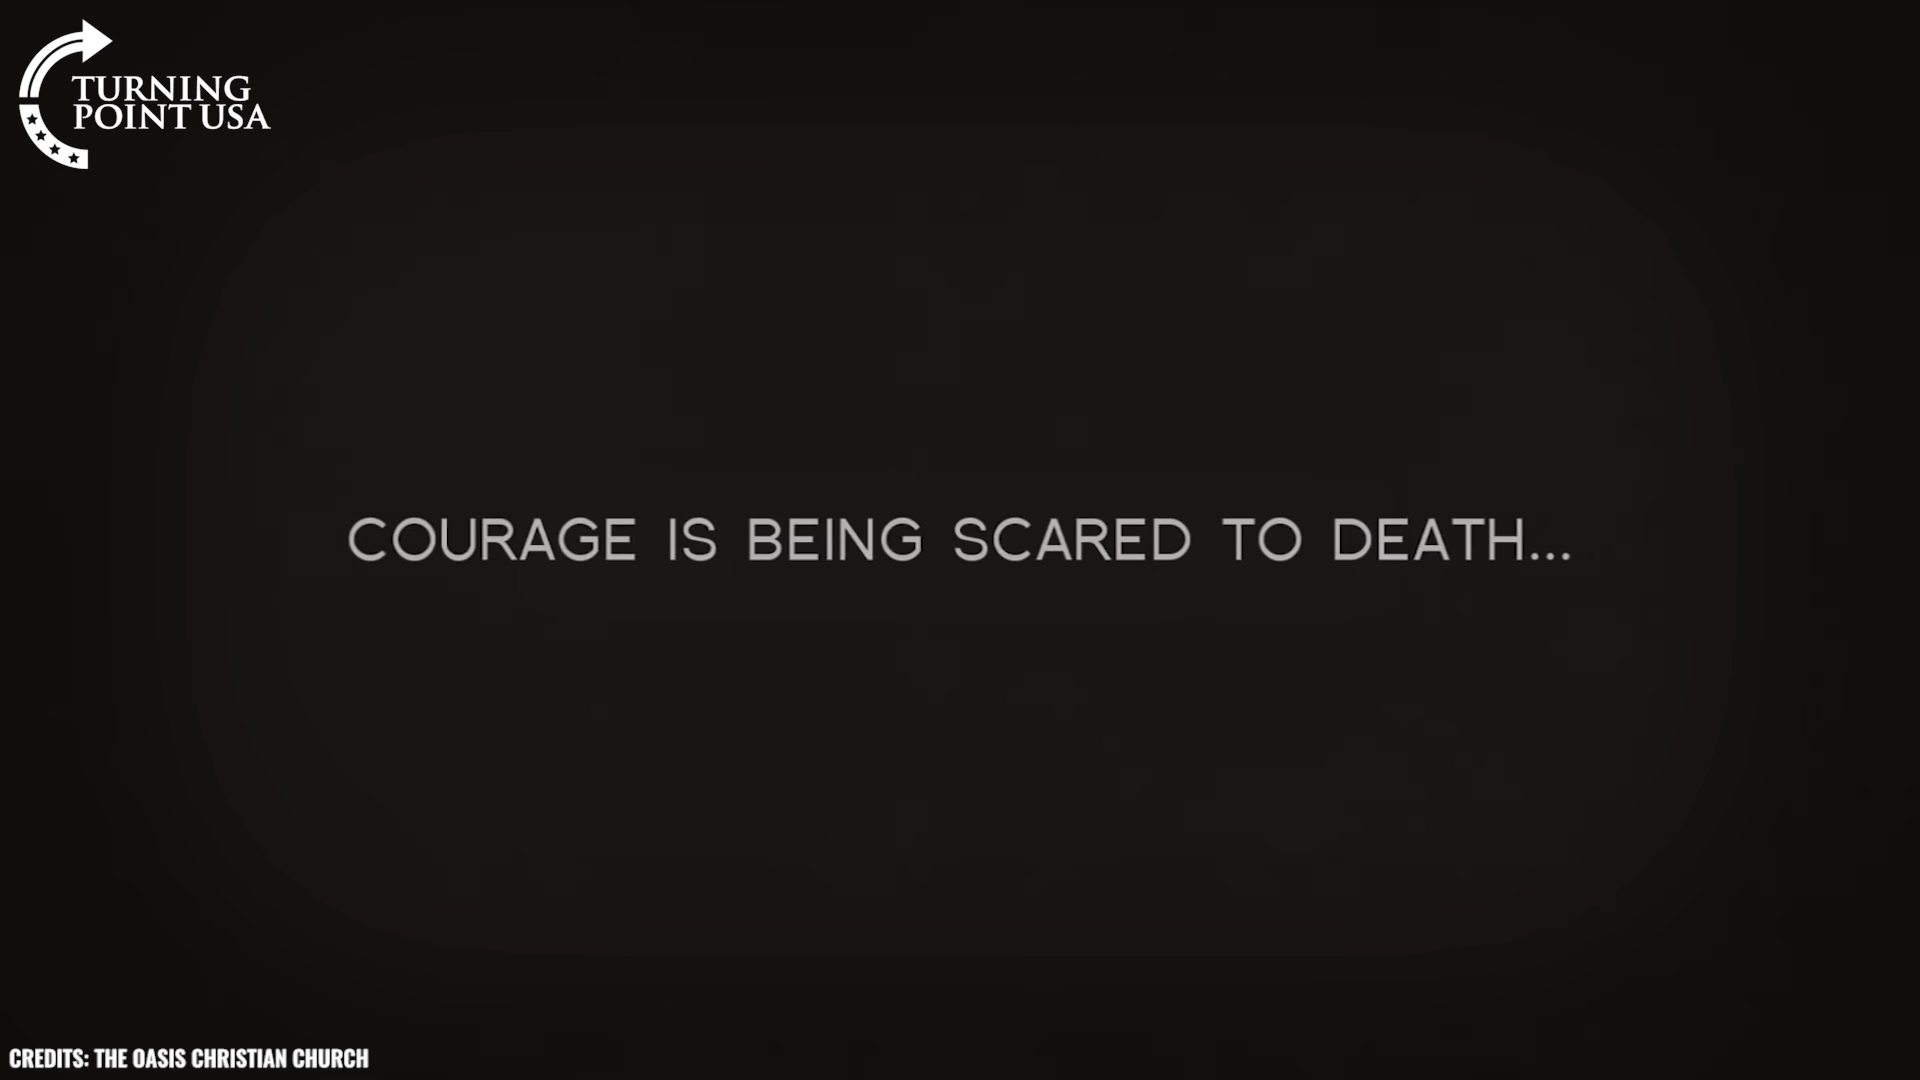 TURNING
POINT USA
COURAGE IS BEING SCARED TO DEATH...
CREDITS: THE OASIS CHRISTIAN CHURCH